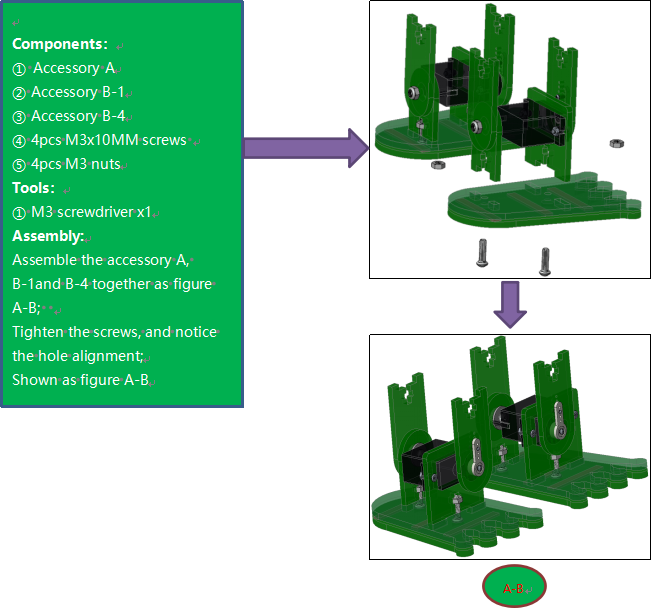 Components:
① Accessory A
② Accessory B-1
③ Accessory B-4
④ 4pcs M3x10MM screws
⑤ 4pcs M3 nuts
Tools:
① M3 screwdriver x1
Assembly:
Assemble the accessory A,
B-1and B-4 together as figure
A-B;
Tighten the screws, and notice
the hole alignment;
Shown as figure A-B
A-B